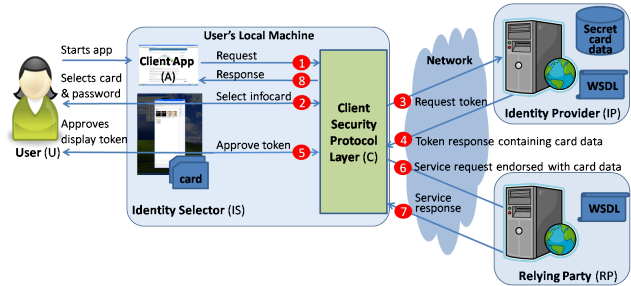 User's Local Machine
Starts app
Client App
(A)
Request
1
Response
8
Selects card
& password
Select infocard
2
Approves
display token
User (U)
Approve token
5
card
Identity Selector (IS)
Client
Security
Protocol
Layer (C)
Network
3 Request token
4 Token response containing card data
6 Service request endorsed with card data
7
Service
response
Secret
card
data
WSDL
Identity Provider (IP)
WSDL
Relying Party (RP)